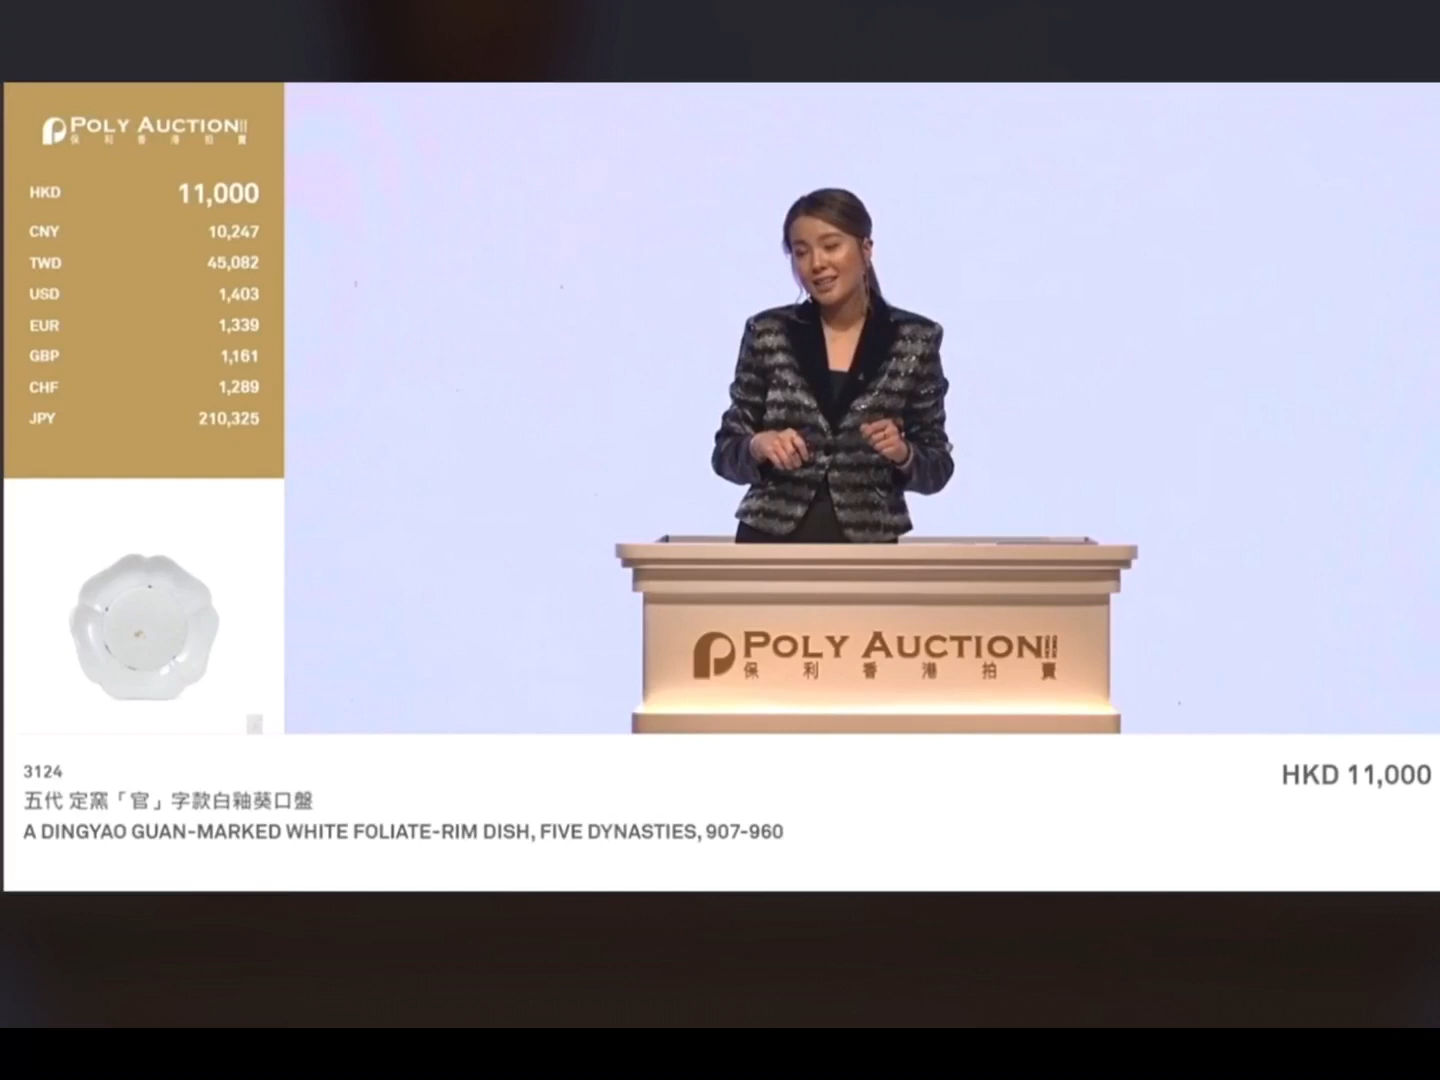 POLY AUCTION
保利香港拍賣
HKD 11,000
CNY 10,247
TWD 45,082
USD 1,403
EUR 1,339
GBP 1,161
CHF 1,289
JPY 210,325
POLY AUCTION
保利香港拍賣
3124
HKD 11,000
五代 定窯「官」字款白釉葵口盤
A DINGYAO GUAN-MARKED WHITE FOLIATE-RIM DISH, FIVE DYNASTIES, 907-960